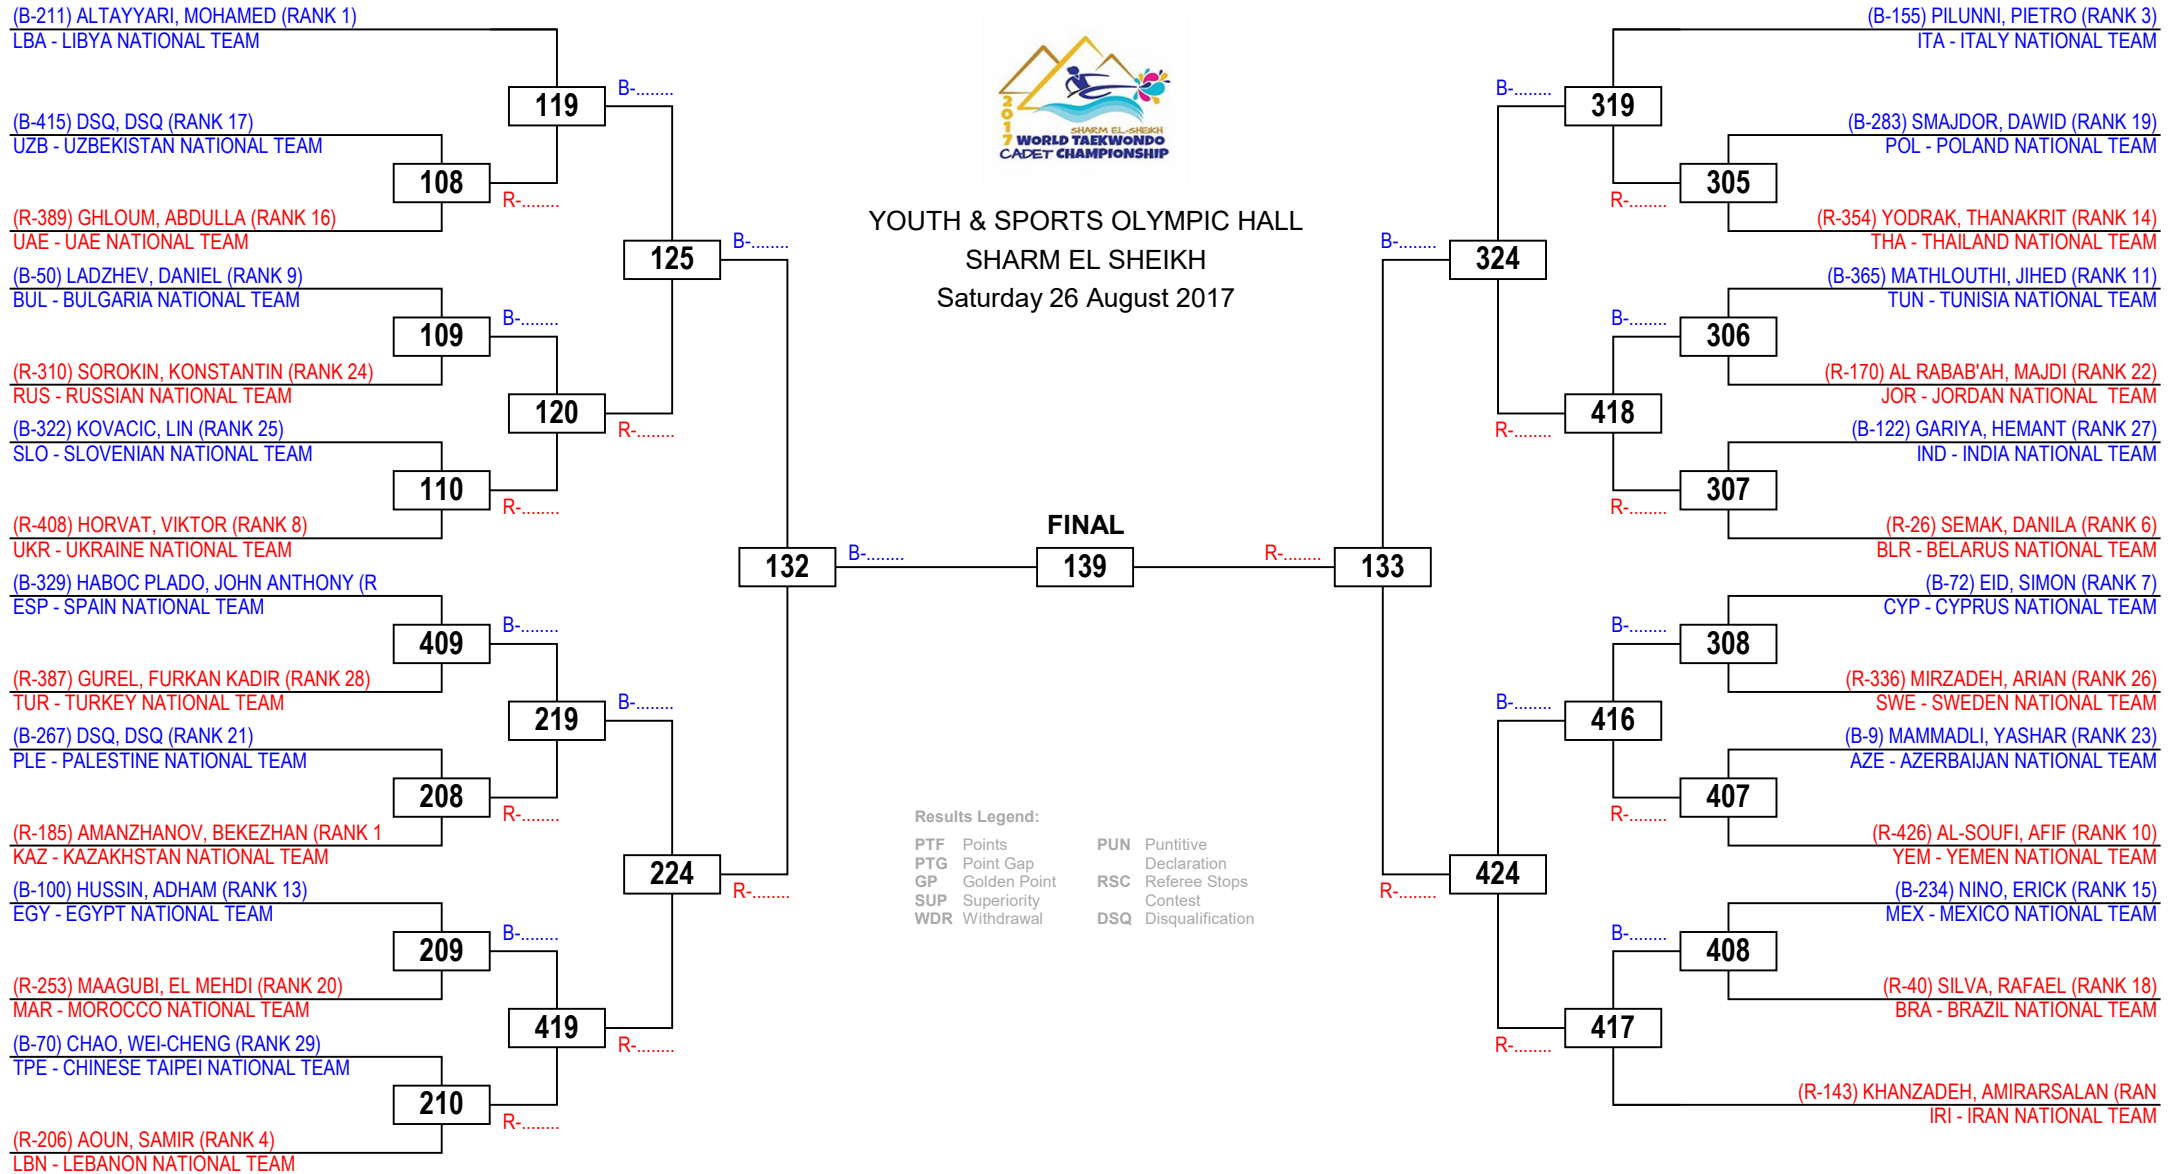 (B-211) ALTAYYARI, MOHAMED (RANK 1)
LBA - LIBYA NATIONAL TEAM
(B-415) DSQ, DSQ (RANK 17)
UZB - UZBEKISTAN NATIONAL TEAM
(R-389) GHLOUM, ABDULLA (RANK 16)
UAE - UAE NATIONAL TEAM
(B-50) LADZHEV, DANIEL (RANK 9)
BUL - BULGARIA NATIONAL TEAM
(R-310) SOROKIN, KONSTANTIN (RANK 24)
RUS - RUSSIAN NATIONAL TEAM
(B-322) KOVACIC, LIN (RANK 25)
SLO - SLOVENIAN NATIONAL TEAM
(R-408) HORVAT, VIKTOR (RANK 8)
UKR - UKRAINE NATIONAL TEAM
(B-329) HABOC PLADO, JOHN ANTHONY (R
ESP - SPAIN NATIONAL TEAM
(R-387) GUREL, FURKAN KADIR (RANK 28)
TUR - TURKEY NATIONAL TEAM
(B-267) DSQ, DSQ (RANK 21)
PLE - PALESTINE NATIONAL TEAM
(R-185) AMANZHANOV, BEKEZHAN (RANK 1
KAZ - KAZAKHSTAN NATIONAL TEAM
(B-100) HUSSIN, ADHAM (RANK 13)
EGY - EGYPT NATIONAL TEAM
(R-253) MAAGUBI, EL MEHDI (RANK 20)
MAR - MOROCCO NATIONAL TEAM
(B-70) CHAO, WEI-CHENG (RANK 29)
TPE - CHINESE TAIPEI NATIONAL TEAM
(R-206) AOUN, SAMIR (RANK 4)
LBN - LEBANON NATIONAL TEAM
108
109
110
409
208
209
210
B-........
R-........
B-........
R-........
B-........
R-........
B-........
R-........
119
120
219
419
B-........
R-........
B-........
R-........
125
224
B-........
R-........
132
B-........
2017
SHARM EL-SHEIKH
WORLD TAEKWONDO
CADET CHAMPIONSHIP
YOUTH & SPORTS OLYMPIC HALL
SHARM EL SHEIKH
Saturday 26 August 2017
FINAL
139
Results Legend:
PTF Points
PTG Point Gap
GP Golden Point
SUP Superiority
WDR Withdrawal
PUN Puntitive
Declaration
RSC Referee Stops
Contest
DSQ Disqualification
R-........
133
B-........
R-........
324
424
B-........
R-........
B-........
R-........
319
418
416
417
R-........
B-........
R-........
B-........
R-........
B-........
305
306
307
308
407
408
(B-155) PILUNNI, PIETRO (RANK 3)
ITA - ITALY NATIONAL TEAM
(B-283) SMAJDOR, DAWID (RANK 19)
POL - POLAND NATIONAL TEAM
(R-354) YODRAK, THANAKRIT (RANK 14)
THA - THAILAND NATIONAL TEAM
(B-365) MATHLOUTHI, JIHED (RANK 11)
TUN - TUNISIA NATIONAL TEAM
(R-170) AL RABAB'AH, MAJDI (RANK 22)
JOR - JORDAN NATIONAL TEAM
(B-122) GARIYA, HEMANT (RANK 27)
IND - INDIA NATIONAL TEAM
(R-26) SEMAK, DANILA (RANK 6)
BLR - BELARUS NATIONAL TEAM
(B-72) EID, SIMON (RANK 7)
CYP - CYPRUS NATIONAL TEAM
(R-336) MIRZADEH, ARIAN (RANK 26)
SWE - SWEDEN NATIONAL TEAM
(B-9) MAMMADLI, YASHAR (RANK 23)
AZE - AZERBAIJAN NATIONAL TEAM
(R-426) AL-SOUFI, AFIF (RANK 10)
YEM - YEMEN NATIONAL TEAM
(B-234) NINO, ERICK (RANK 15)
MEX - MEXICO NATIONAL TEAM
(R-40) SILVA, RAFAEL (RANK 18)
BRA - BRAZIL NATIONAL TEAM
(R-143) KHANZADEH, AMIRARSALAN (RAN
IRI - IRAN NATIONAL TEAM